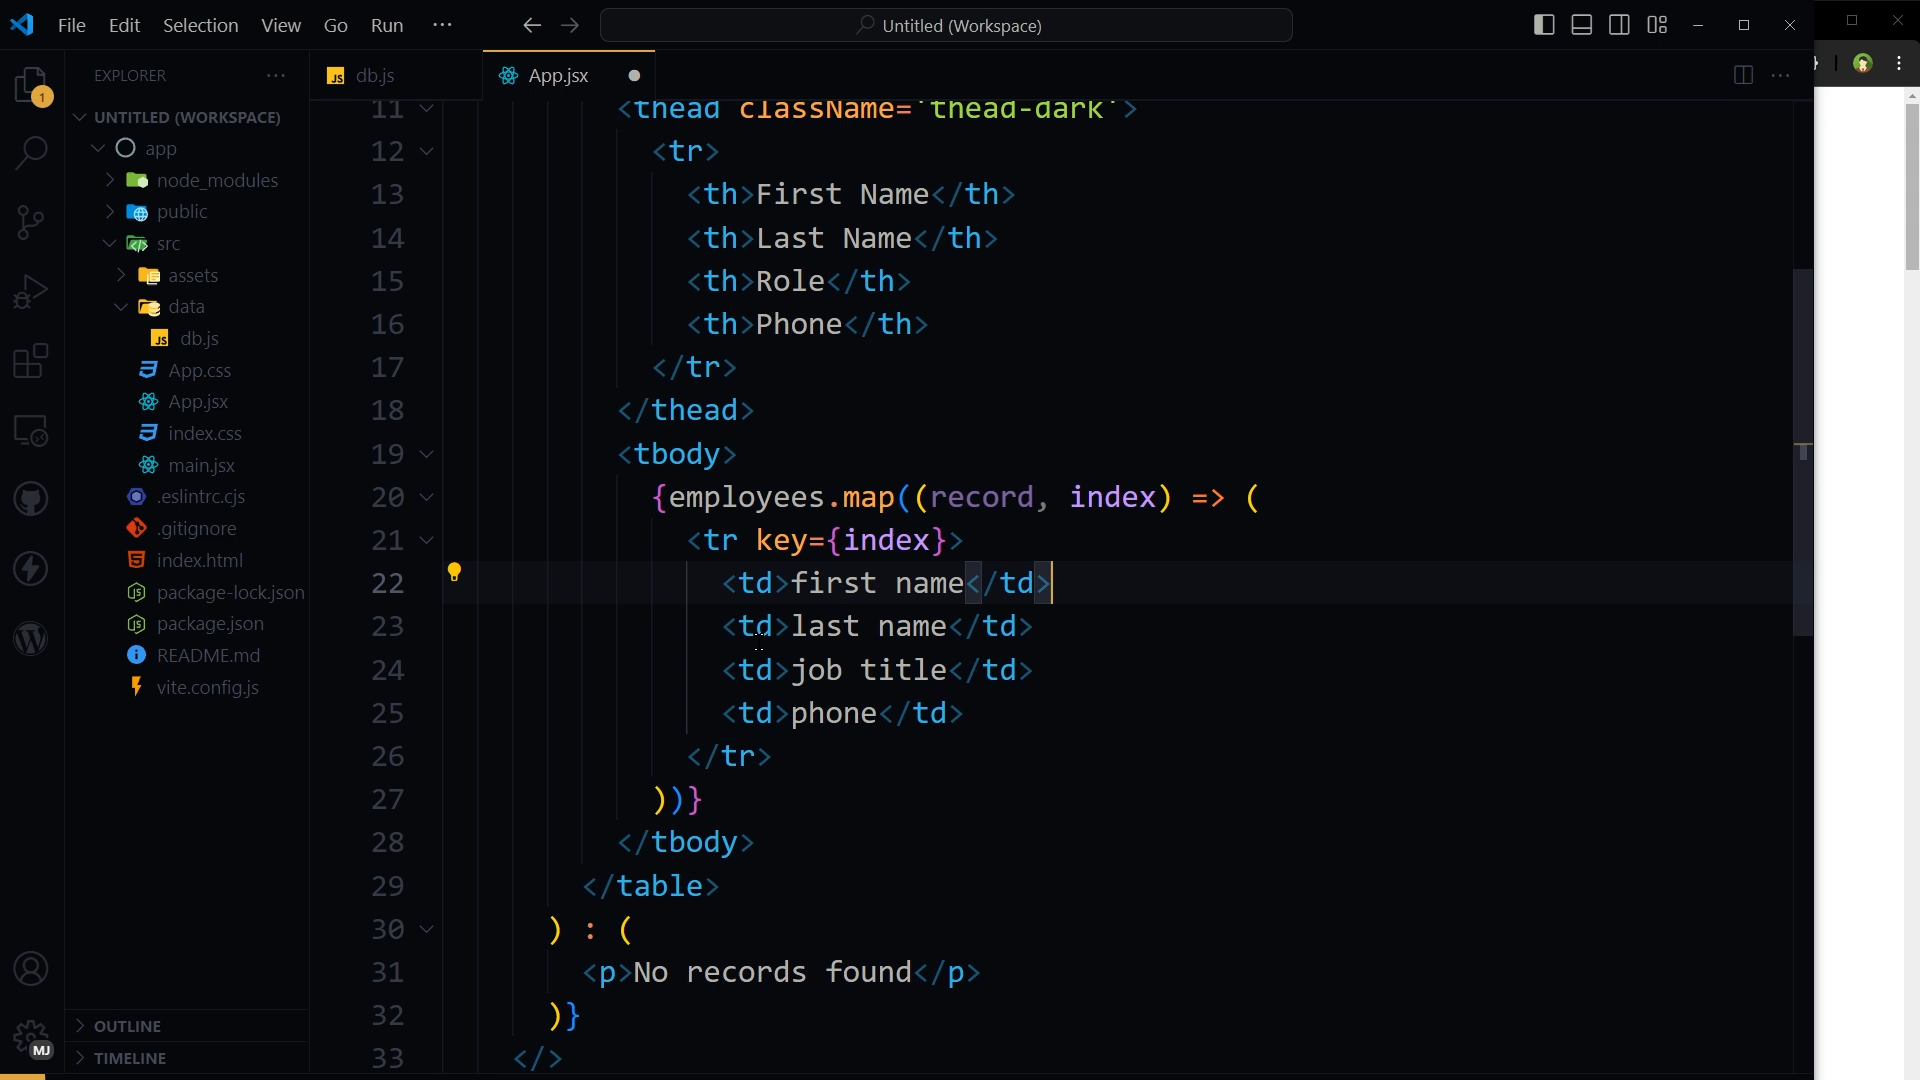 File Edit Selection View Go Run ···
Untitled (Workspace)
EXPLORER ···
1
UNTITLED (WORKSPACE)
app
node_modules
public
src
assets
data
JS db.js
App.css
App.jsx
index.css
main.jsx
.eslintrc.cjs
.gitignore
index.html
package-lock.json
package.json
README.md
vite.config.js
OUTLINE
TIMELINE
MJ
JS db.js
App.jsx
11 <thead className='thead-dark'>
12 <tr>
13 <th>First Name</th>
14 <th>Last Name</th>
15 <th>Role</th>
16 <th>Phone</th>
17 </tr>
18 </thead>
19 <tbody>
20 {employees.map((record, index) => (
21 <tr key={index}>
22 <td>first name</td>
23 <td>last name</td>
24 <td>job title</td>
25 <td>phone</td>
26 </tr>
27 ))}
28 </tbody>
29 </table>
30 ) : (
31 <p>No records found</p>
32 )}
33 </>